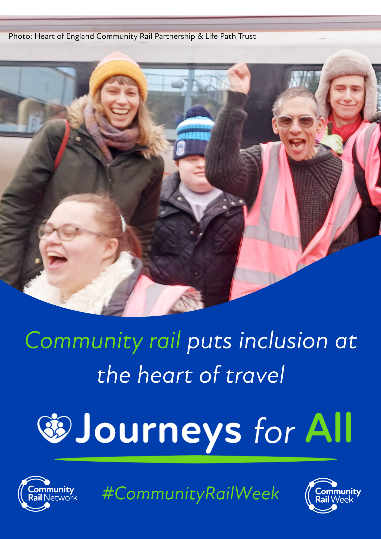 Photo: Heart of England Community Rail Partnership & Life Path Trust
Community rail puts inclusion at
the heart of travel
Journeys for All
Community
Rail Network
#CommunityRailWeek
Community
Rail Week